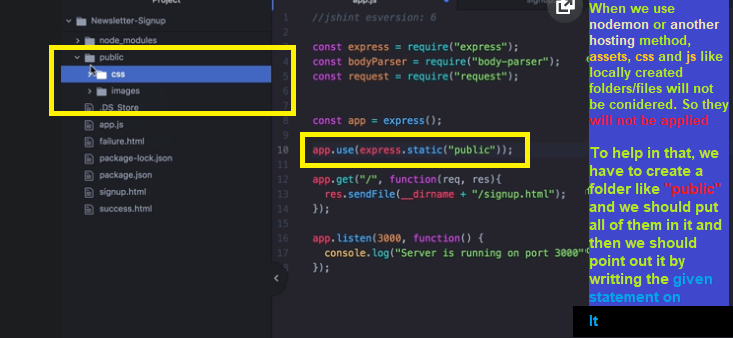 Project
Newsletter-Signup
node_modules
public
css
images
.DS_Store
app.js
failure.html
package-lock.json
package.json
signup.html
success.html
app.js
signup
1 //jshint esversion: 6
2
3 const express = require("express");
4 const bodyParser = require("body-parser");
5 const request = require("request");
6
7
8 const app = express();
9
10 app.use(express.static("public"));
11
12 app.get("/", function(req, res){
13 res.sendFile(__dirname + "/signup.html");
14 });
15
16 app.listen(3000, function() {
17 console.log("Server is running on port 3000"
18 });
When we use
nodemon or another
hosting method,
assets, css and js like
locally created
folders/files will not
be conidered. So they
will not be applied
To help in that, we
have to create a
folder like "public"
and we should put
all of them in it and
then we should
point out it by
writting the given
statement on
It